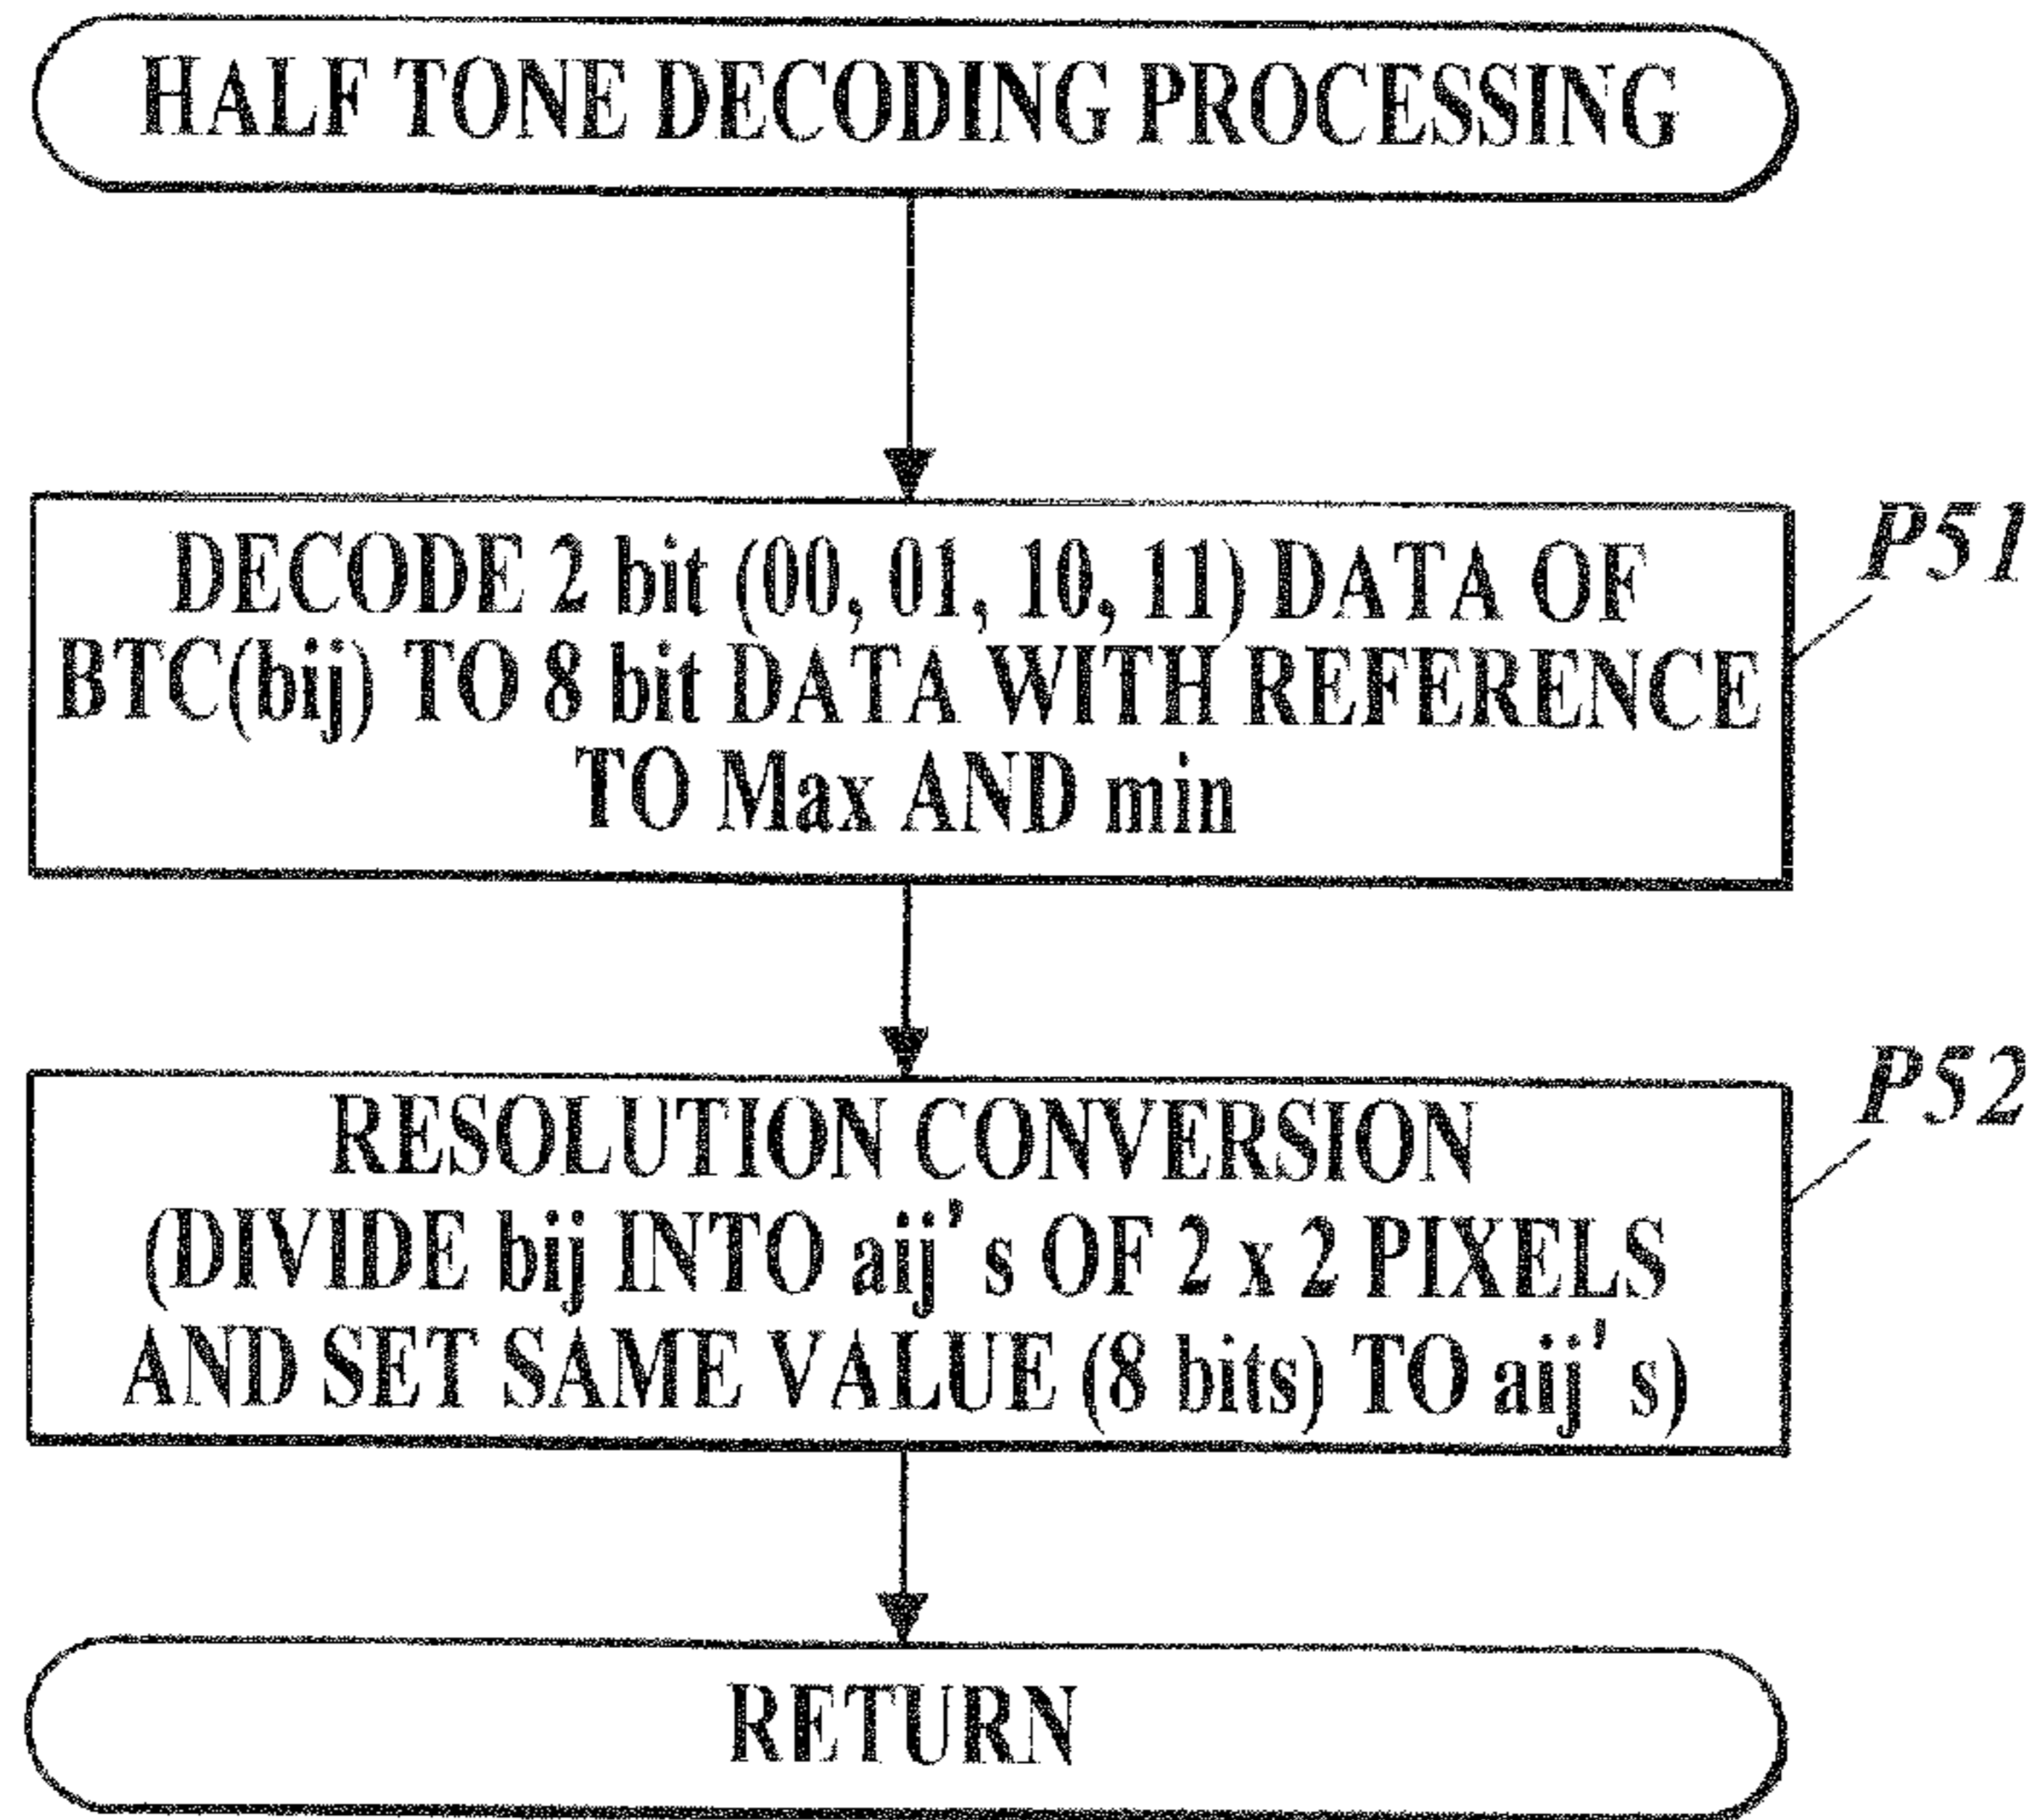 HALF TONE DECODING PROCESSING
DECODE 2 bit (00, 01, 10, 11) DATA OF
BTC(bij) TO 8 bit DATA WITH REFERENCE
TO Max AND min
P51
RESOLUTION CONVERSION
(DIVIDE bij INTO aij's OF 2 x 2 PIXELS
AND SET SAME VALUE (8 bits) TO aij's)
P52
RETURN